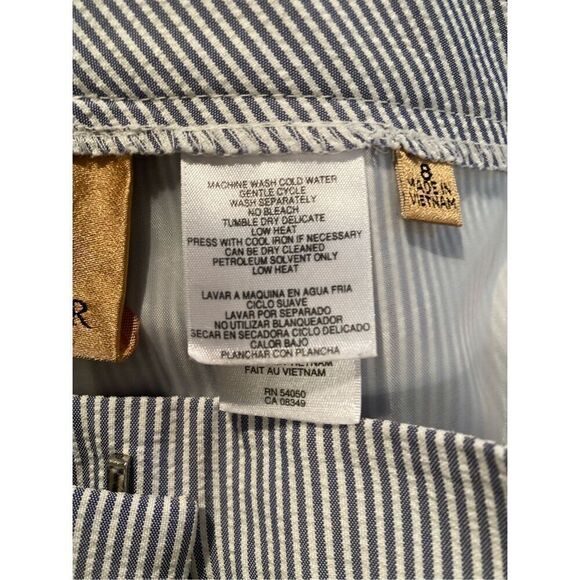 MACHINE WASH COLD WATER
GENTLE CYCLE
WASH SEPARATELY
NO BLEACH
TUMBLE DRY DELICATE
LOW HEAT
PRESS WITH COOL IRON IF NECESSARY
CAN BE DRY CLEANED
PETROLEUM SOLVENT ONLY
LOW HEAT
LAVAR A MAQUINA EN AGUA FRIA
CICLO SUAVE
LAVAR POR SEPARADO
NO UTILIZAR BLANQUEADOR
SECAR EN SECADORA CICLO DELICADO
CALOR BAJO
PLANCHAR CON PLANCHA
VIETNAM
FAIT AU VIETNAM
RN 54050
CA 08349
8
MADE IN
VIETNAM
R